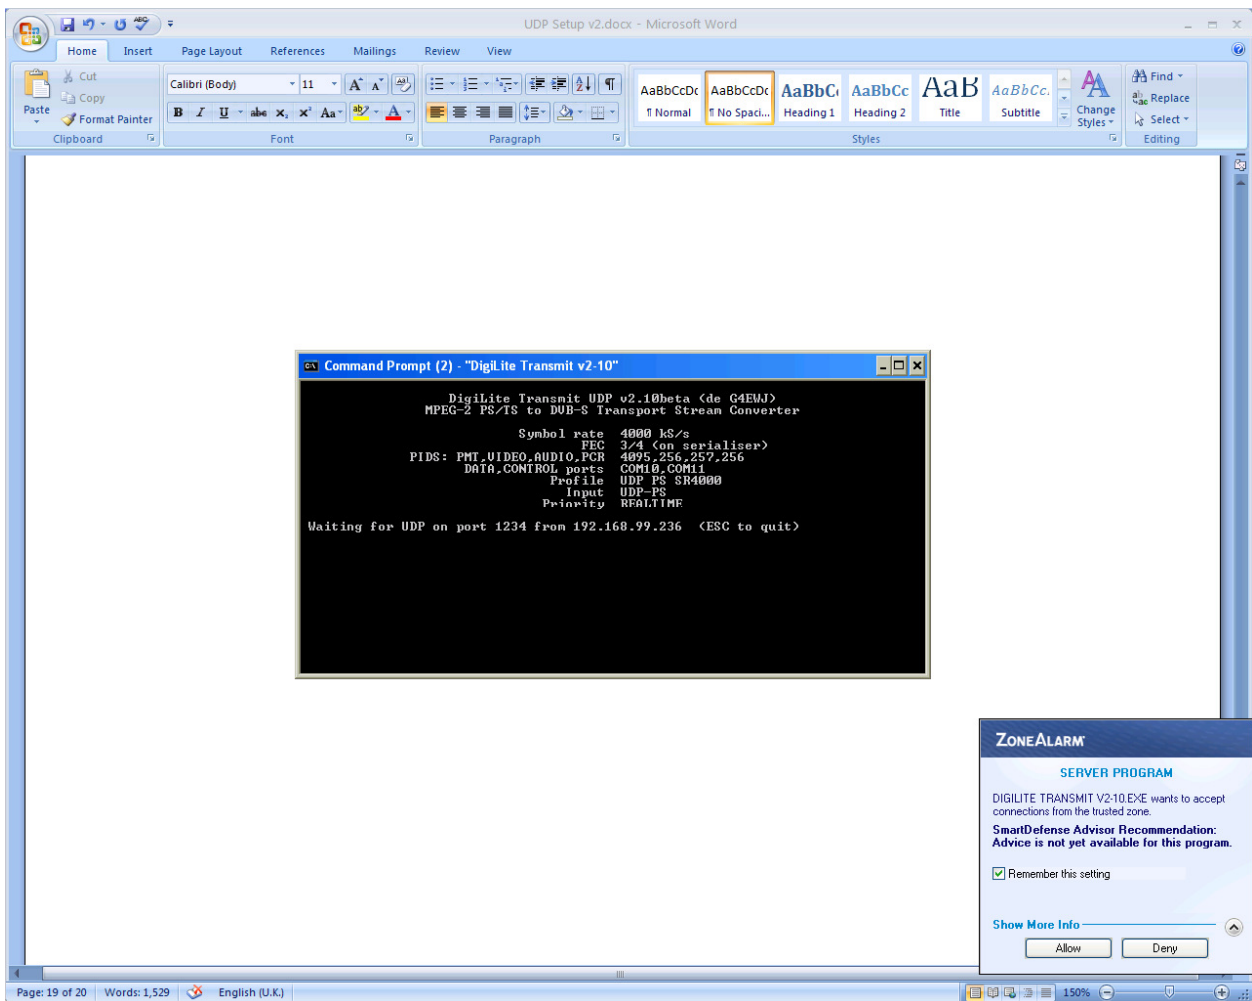 UDP Setup v2.docx - Microsoft Word
Home Insert Page Layout References Mailings Review View
Paste
Cut
Copy
Format Painter
Clipboard
Calibri (Body) 11
Font
Paragraph
AaBbCcDc AaBbCcDc AaBbC AaBbCc AaB AaBbCc.
¶ Normal ¶ No Spaci... Heading 1 Heading 2 Title Subtitle
Change Styles
Styles
Find
Replace
Select
Editing
Command Prompt (2) - "DigiLite Transmit v2-10"
DigiLite Transmit UDP v2.10beta (de G4EWJ)
MPEG-2 PS/TS to DVB-S Transport Stream Converter
Symbol rate 4000 kS/s
FEC 3/4 (on serialiser)
PIDS: PMT,VIDEO,AUDIO,PCR 4095,256,257,256
DATA,CONTROL ports COM10,COM11
Profile UDP PS SR4000
Input UDP-PS
Priority REALTIME
Waiting for UDP on port 1234 from 192.168.99.236 (ESC to quit)
ZONEALARM
SERVER PROGRAM
DIGILITE TRANSMIT V2-10.EXE wants to accept
connections from the trusted zone.
SmartDefense Advisor Recommendation:
Advice is not yet available for this program.
Remember this setting
Show More Info
Allow Deny
Page: 19 of 20 Words: 1,529 English (U.K.) 150%